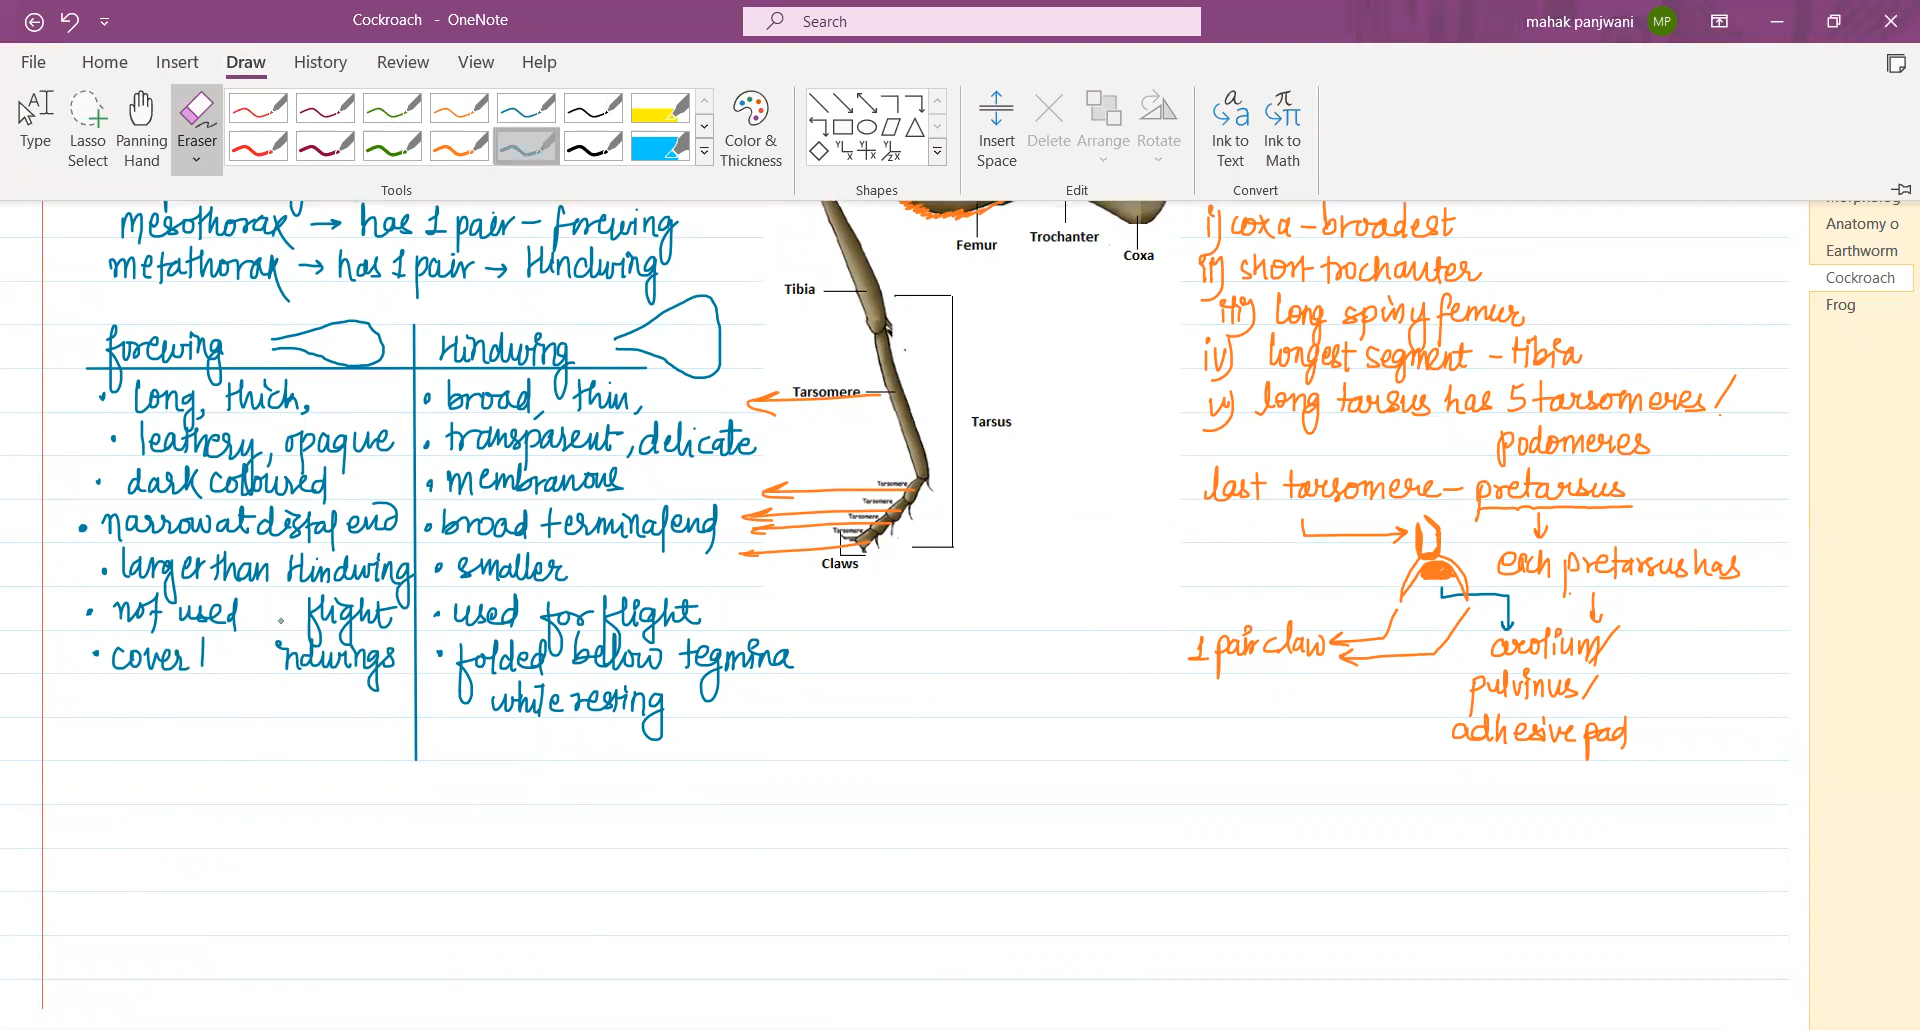 Cockroach - OneNote
Search
mahak panjwani
MP
File
Home
Insert
Draw
History
Review
View
Help
Type
Lasso Select
Panning Hand
Eraser
Color & Thickness
Insert Space
Delete
Arrange
Rotate
Ink to Text
Ink to Math
Tools
Shapes
Edit
Convert
mesothorax → has 1 pair - forewing
metathorax → has 1 pair → Hindwing
forewing
• long, thick,
• leathery, opaque
• dark coloured
• narrow at distal end
• larger than Hindwing
• not used flight
• cover ndwings
Hindwing
• broad, thin,
• transparent, delicate
• membranous
• broad terminal end
• smaller
• used for flight
• folded below tegmina
while resting
Femur
Trochanter
Coxa
Tibia
Tarsomere
Tarsus
Tarsomere
Tarsomere
Tarsomere
Tarsomere
Claws
i) coxa - broadest
ii) short trochanter
iii) long spiny femur
iv) longest segment - tibia
v) long tarsus has 5 tarsomeres /
podomeres
last tarsomere - pretarsus
each pretarsus has
1 pair claw
arolium/
pulvinus/
adhesive pad
Anatomy o
Earthworm
Cockroach
Frog